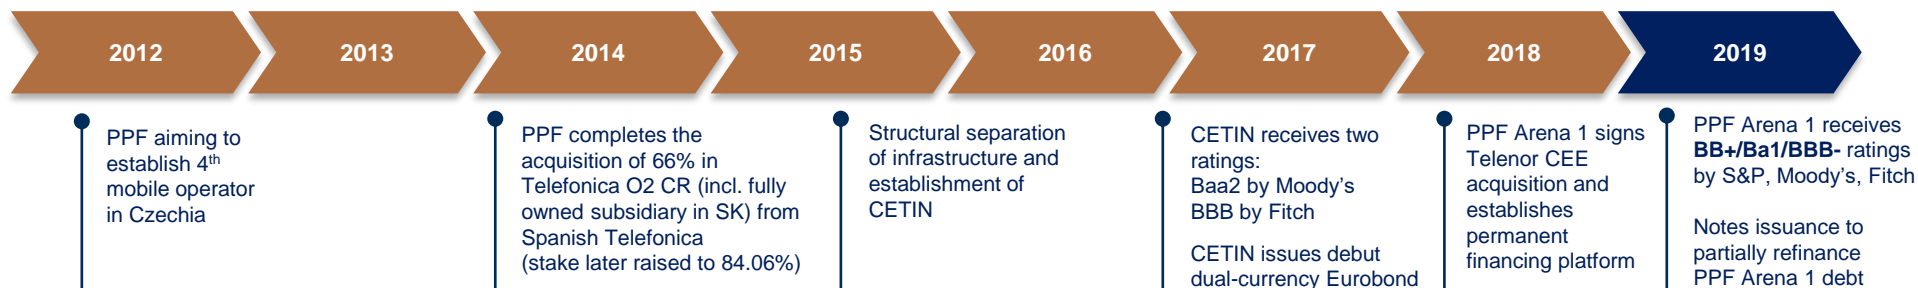 2012
2013
2014
2015
2016
2017
2018
2019
PPF aiming to
establish 4th
mobile operator
in Czechia
PPF completes the
acquisition of 66% in
Telefonica O2 CR (incl. fully
owned subsidiary in SK) from
Spanish Telefonica
(stake later raised to 84.06%)
Structural separation
of infrastructure and
establishment of
CETIN
CETIN receives two
ratings:
Baa2 by Moody’s
BBB by Fitch
CETIN issues debut
dual-currency Eurobond
PPF Arena 1 signs
Telenor CEE
acquisition and
establishes
permanent
financing platform
PPF Arena 1 receives
BB+/Ba1/BBB- ratings
by S&P, Moody’s, Fitch
Notes issuance to
partially refinance
PPF Arena 1 debt